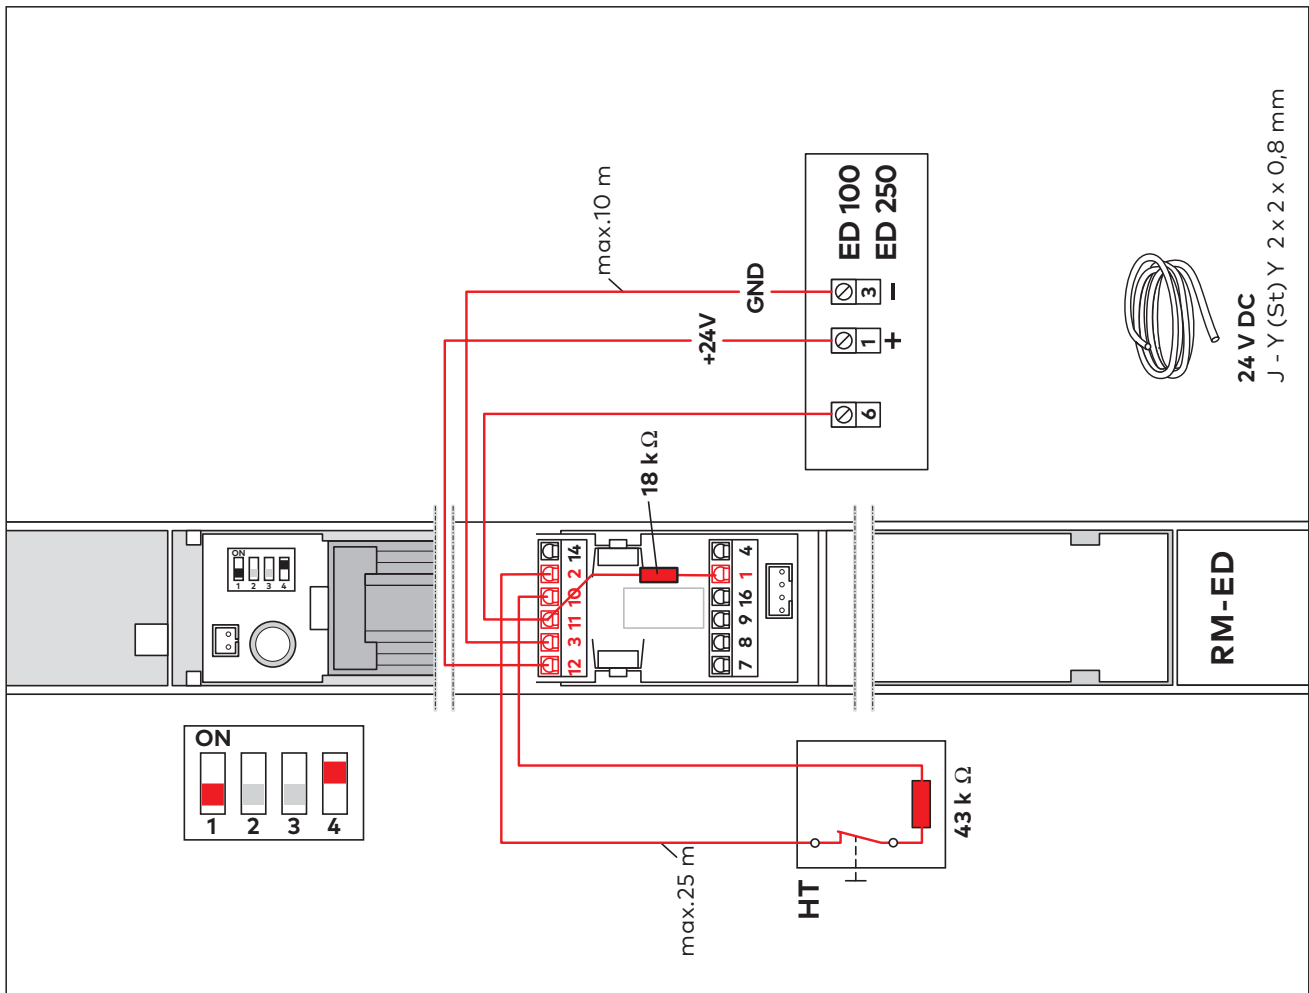 max.10 m
GND
+24V
ED 100
ED 250
3 −
1 +
6
24 V DC
J - Y (St) Y 2 x 2 x 0,8 mm
18 k Ω
ON
1 2 3 4
12 3 11 10 2 14
7 8 9 16 1 4
RM-ED
ON
1 2 3 4
max.25 m
HT
43 k Ω